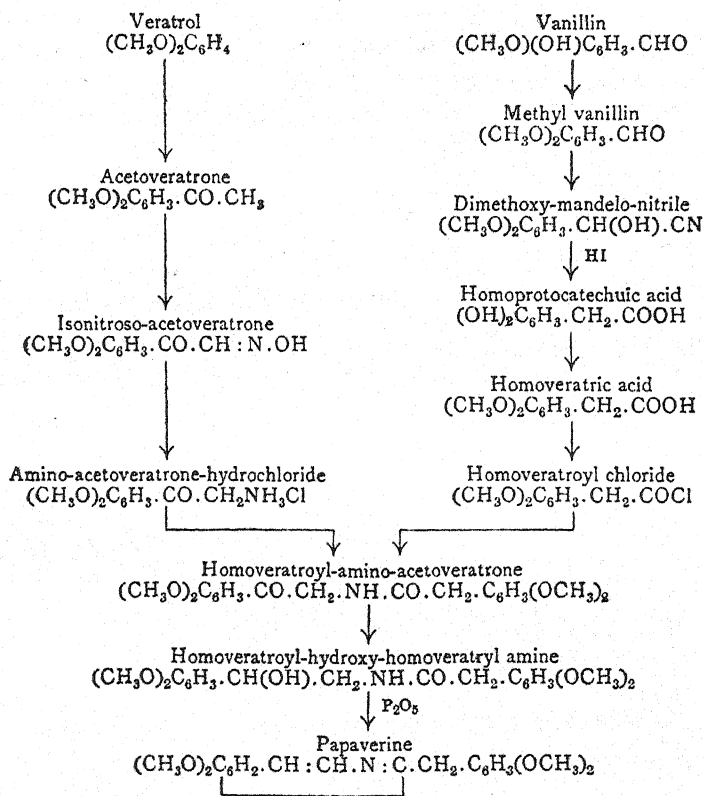 Veratrol
(CH₃O)₂C₆H₄
Acetoveratrone
(CH₃O)₂C₆H₃.CO.CH₃
Isonitroso-acetoveratrone
(CH₃O)₂C₆H₃.CO.CH : N.OH
Amino-acetoveratrone-hydrochloride
(CH₃O)₂C₆H₃.CO.CH₂NH₃Cl
Vanillin
(CH₃O)(OH)C₆H₃.CHO
Methyl vanillin
(CH₃O)₂C₆H₃.CHO
Dimethoxy-mandelo-nitrile
(CH₃O)₂C₆H₃.CH(OH).CN
HI
Homoprotocatechuic acid
(OH)₂C₆H₃.CH₂.COOH
Homoveratric acid
(CH₃O)₂C₆H₃.CH₂.COOH
Homoveratroyl chloride
(CH₃O)₂C₆H₃.CH₂.COCl
Homoveratroyl-amino-acetoveratrone
(CH₃O)₂C₆H₃.CO.CH₂.NH.CO.CH₂.C₆H₃(OCH₃)₂
Homoveratroyl-hydroxy-homoveratryl amine
(CH₃O)₂C₆H₃.CH(OH).CH₂.NH.CO.CH₂.C₆H₃(OCH₃)₂
P₂O₅
Papaverine
(CH₃O)₂C₆H₂.CH : CH.N : C.CH₂.C₆H₃(OCH₃)₂